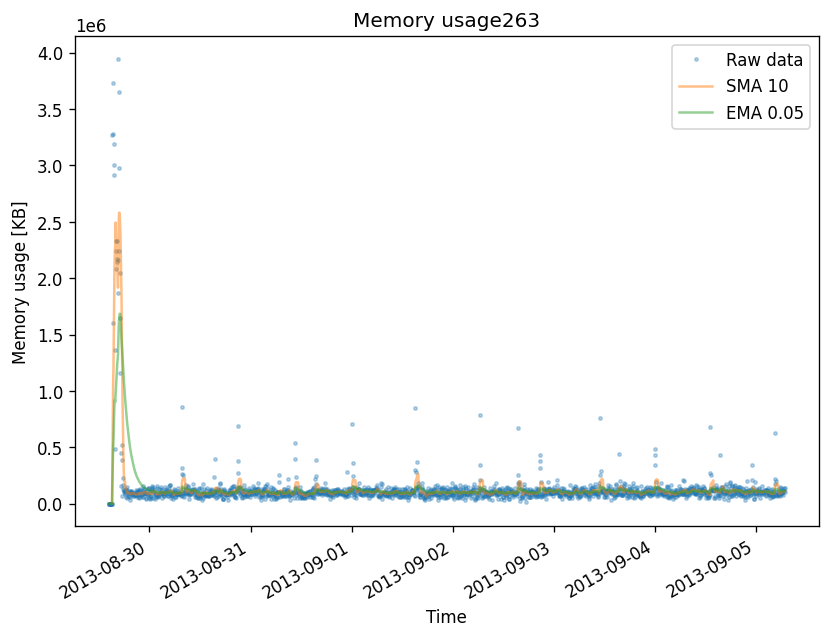 Memory usage263
1e6
4.0
3.5
3.0
2.5
2.0
1.5
1.0
0.5
0.0
Memory usage [KB]
Raw data
SMA 10
EMA 0.05
2013-08-30
2013-08-31
2013-09-01
2013-09-02
2013-09-03
2013-09-04
2013-09-05
Time